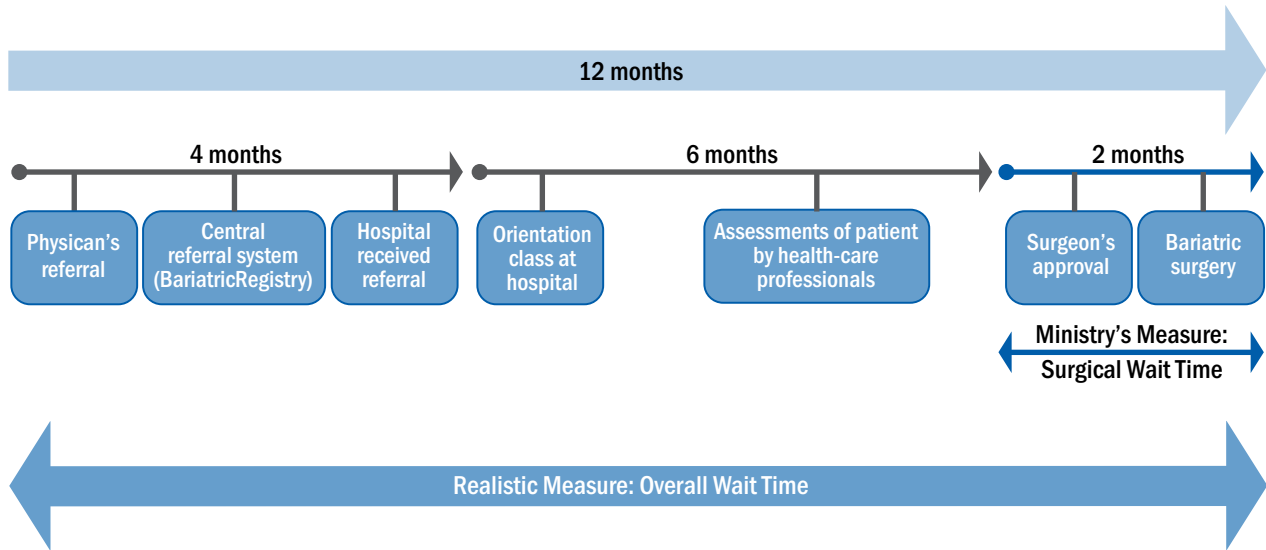 12 months
4 months
6 months
2 months
Physican's
referral
Central
referral system
(BariatricRegistry)
Hospital
received
referral
Orientation
class at
hospital
Assessments of patient
by health-care
professionals
Surgeon's
approval
Bariatric
surgery
Ministry's Measure:
Surgical Wait Time
Realistic Measure: Overall Wait Time